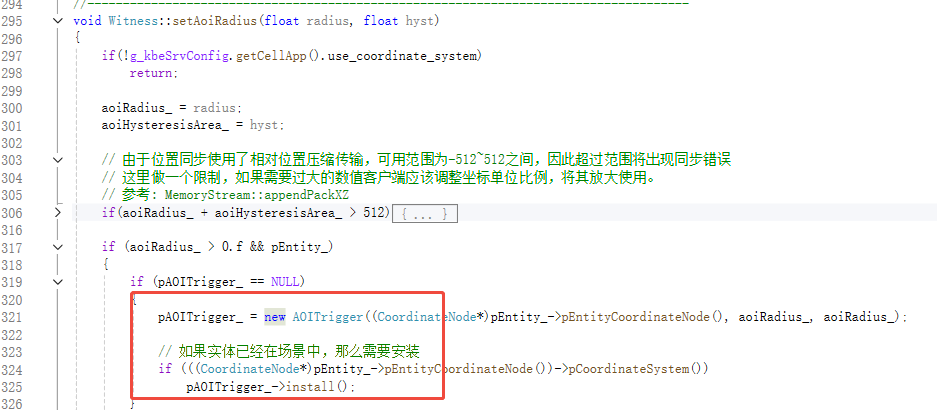 294 //----------------------------------------------------------------------------------
295 void Witness::setAoiRadius(float radius, float hyst)
296 {
297 if(!g_kbeSrvConfig.getCellApp().use_coordinate_system)
298 return;
299
300 aoiRadius_ = radius;
301 aoiHysteresisArea_ = hyst;
302
303 // 由于位置同步使用了相对位置压缩传输，可用范围为-512~512之间，因此超过范围将出现同步错误
304 // 这里做一个限制，如果需要过大的数值客户端应该调整坐标单位比例，将其放大使用。
305 // 参考: MemoryStream::appendPackXZ
306 if(aoiRadius_ + aoiHysteresisArea_ > 512){ ... }
316
317 if (aoiRadius_ > 0.f && pEntity_)
318 {
319 if (pAOITrigger_ == NULL)
320 {
321 pAOITrigger_ = new AOITrigger((CoordinateNode*)pEntity_->pEntityCoordinateNode(), aoiRadius_, aoiRadius_);
322
323 // 如果实体已经在场景中，那么需要安装
324 if (((CoordinateNode*)pEntity_->pEntityCoordinateNode())->pCoordinateSystem())
325 pAOITrigger_->install();
326 }